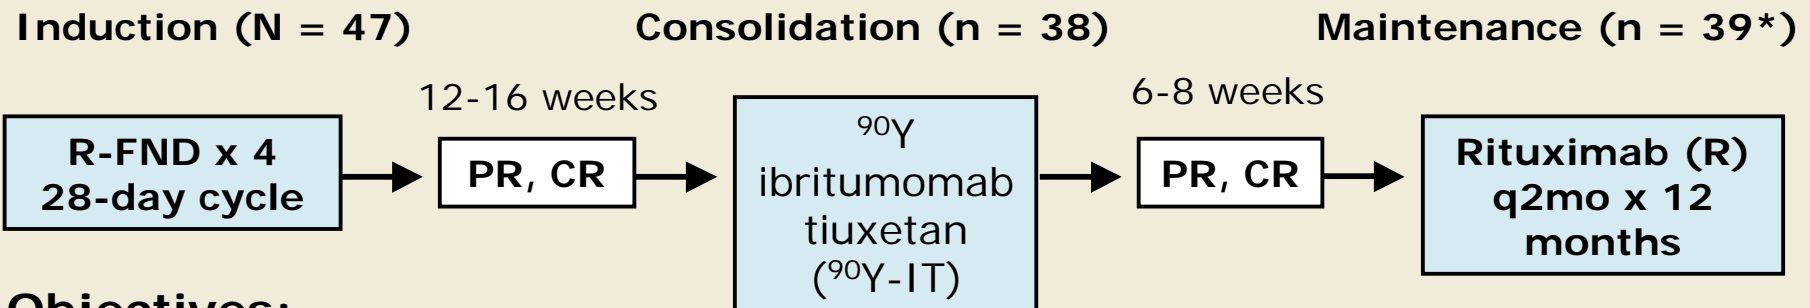 Induction (N = 47)
Consolidation (n = 38)
Maintenance (n = 39*)
R-FND x 4
28-day cycle
12-16 weeks
PR, CR
⁹⁰Y
ibritumomab
tiuxetan
(⁹⁰Y-IT)
6-8 weeks
PR, CR
Rituximab (R)
q2mo x 12
months
Objectives: